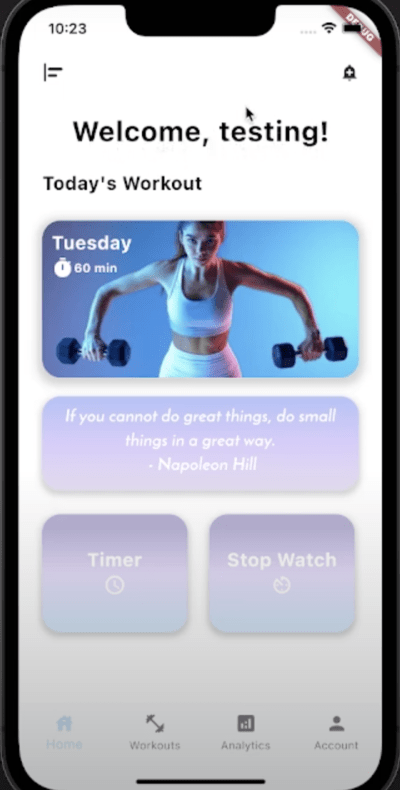 10:23
DEBUG
Welcome, testing!
Today's Workout
Tuesday
60 min
If you cannot do great things, do small
things in a great way.
- Napoleon Hill
Timer
Stop Watch
Home
Workouts
Analytics
Account